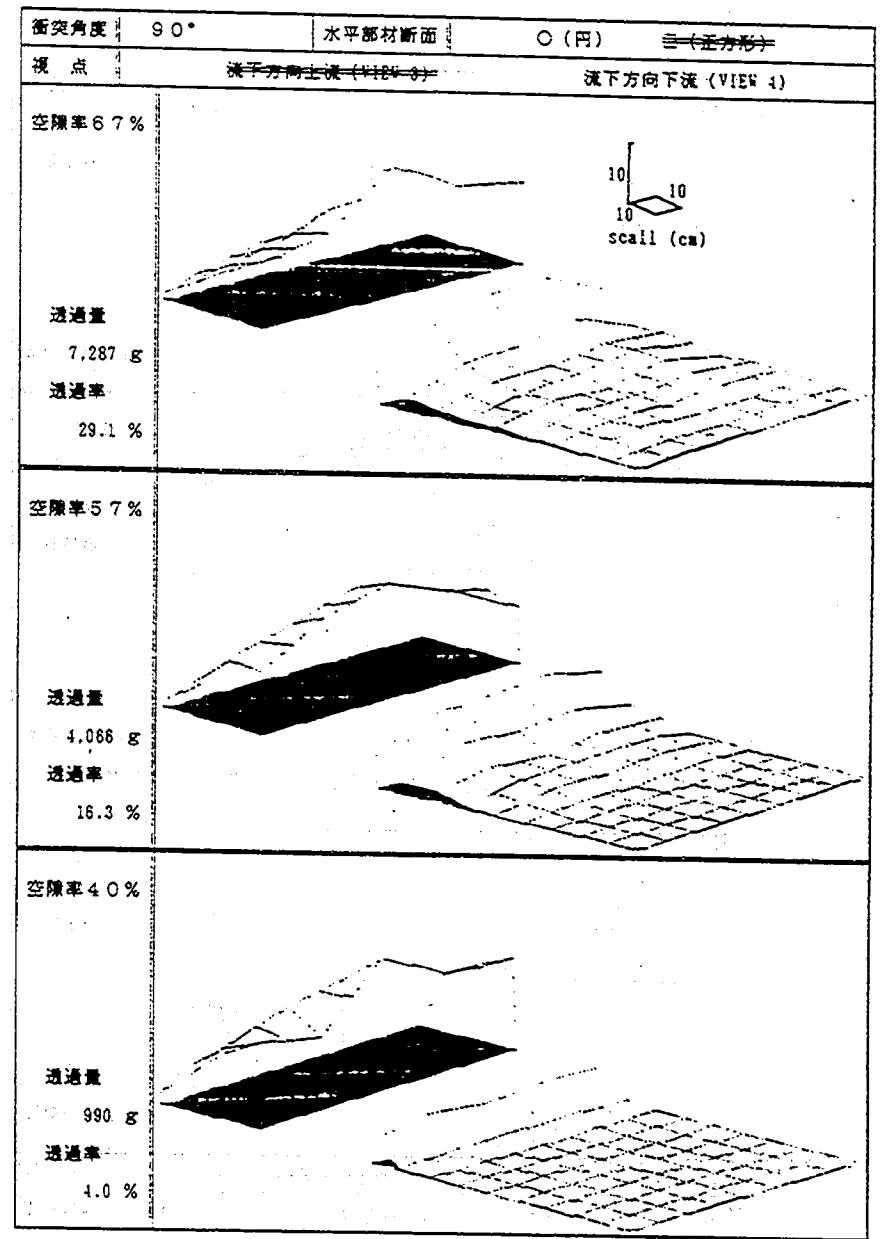 衝突角度 90° 水平部材断面 ○(円) 口(正方形)
視 点 流下方向上流(VIEW 3) 流下方向下流(VIEW 4)
空隙率67%
10
10
10
scall (cm)
透過量
7,287 g
透過率
29.1 %
空隙率57%
透過量
4,066 g
透過率
16.3 %
空隙率40%
透過量
990 g
透過率
4.0 %